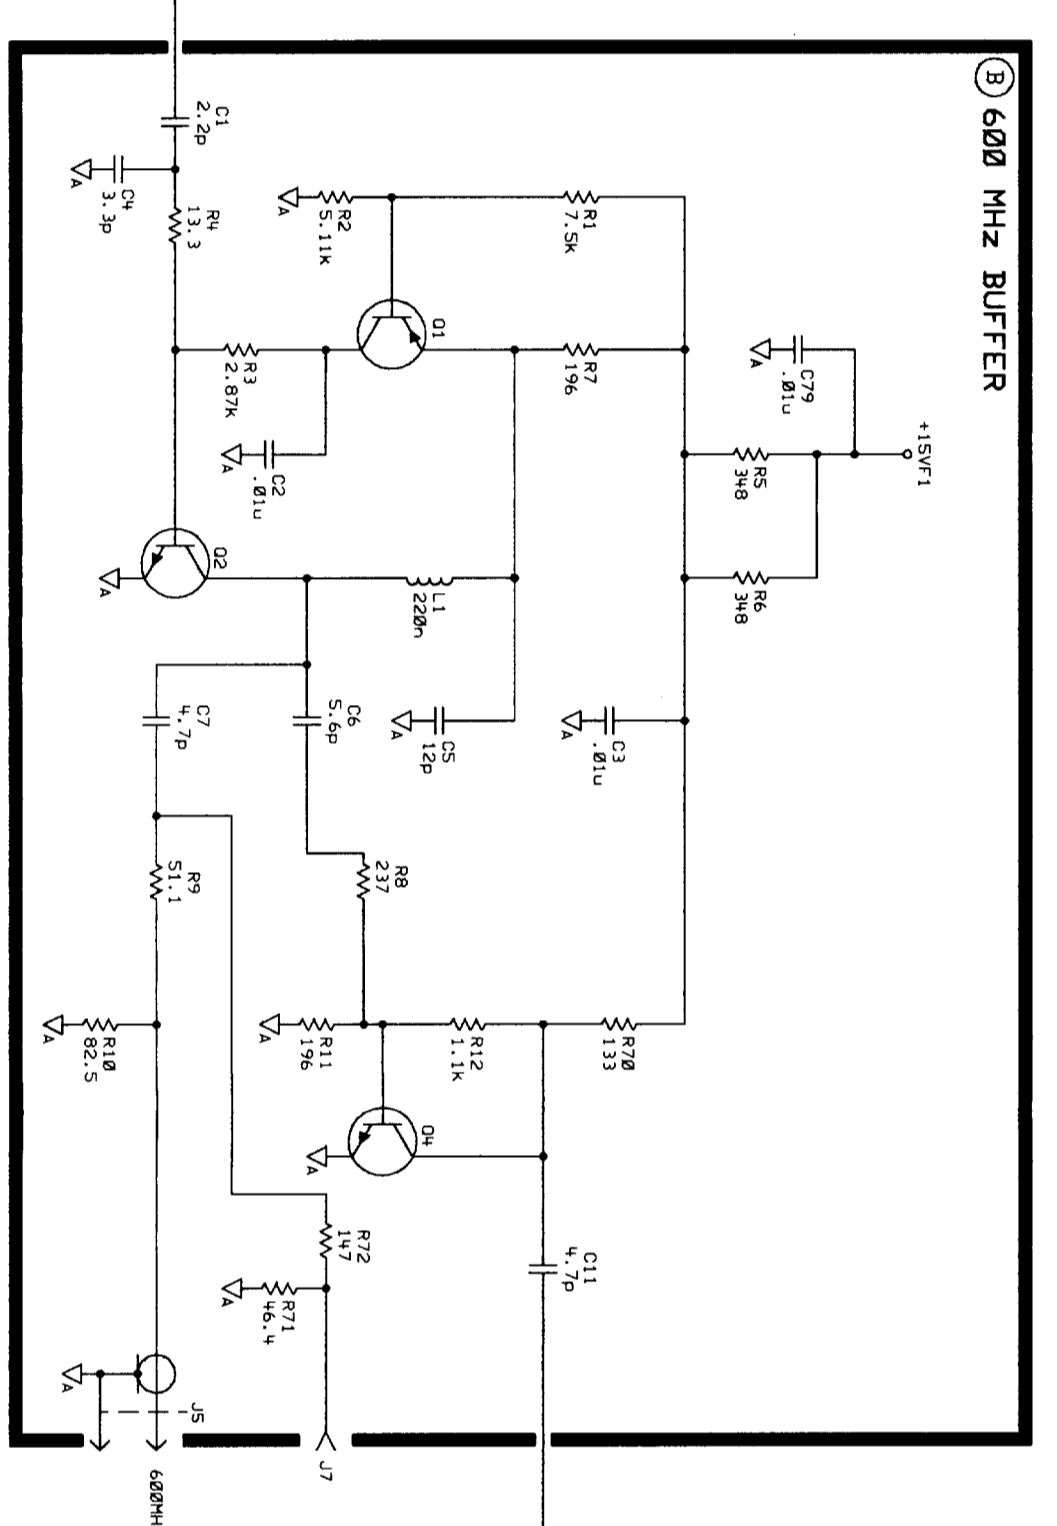 B 600 MHz BUFFER
+15VF1
C79
.01u
A
R5
348
R6
348
R1
7.5k
R7
196
C3
.01u
A
R70
133
R2
5.11k
A
Q1
L1
220n
C5
12p
A
R12
1.1k
C11
4.7p
R3
2.87k
C2
.01u
A
C6
5.6p
R8
237
R11
196
A
Q4
A
C1
2.2p
C4
3.3p
A
R4
13.3
Q2
A
C7
4.7p
R9
51.1
R10
82.5
A
R72
147
R71
46.4
A
J7
J5
A
600MH